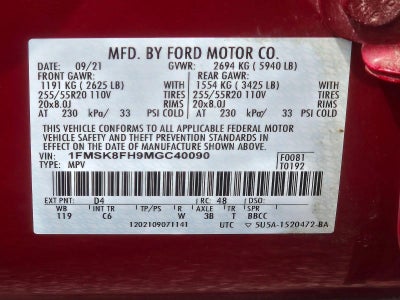 MFD. BY FORD MOTOR CO.
DATE: 09/21 GVWR: 2694 KG ( 5940 LB)
FRONT GAWR: REAR GAWR:
1191 KG ( 2625 LB) WITH 1554 KG ( 3425 LB) WITH
255/55R20 110V TIRES 255/55R20 110V TIRES
20x8.0J RIMS 20x8.0J RIMS
AT 230 kPa/ 33 PSI COLD AT 230 kPa/ 33 PSI COLD
THIS VEHICLE CONFORMS TO ALL APPLICABLE FEDERAL MOTOR
VEHICLE SAFETY AND THEFT PREVENTION STANDARDS IN
EFFECT ON THE DATE OF MANUFACTURE SHOWN ABOVE.
VIN: 1FMSK8FH9MGC40090 F0081
TYPE: MPV T0192
EXT PNT: D4 RC: 48 DSO:
WB INT TR TP/PS R AXLE TR SPR
119 C6 W 3B T BBCC
1202109071141 UTC 5U5A-1520472-BA